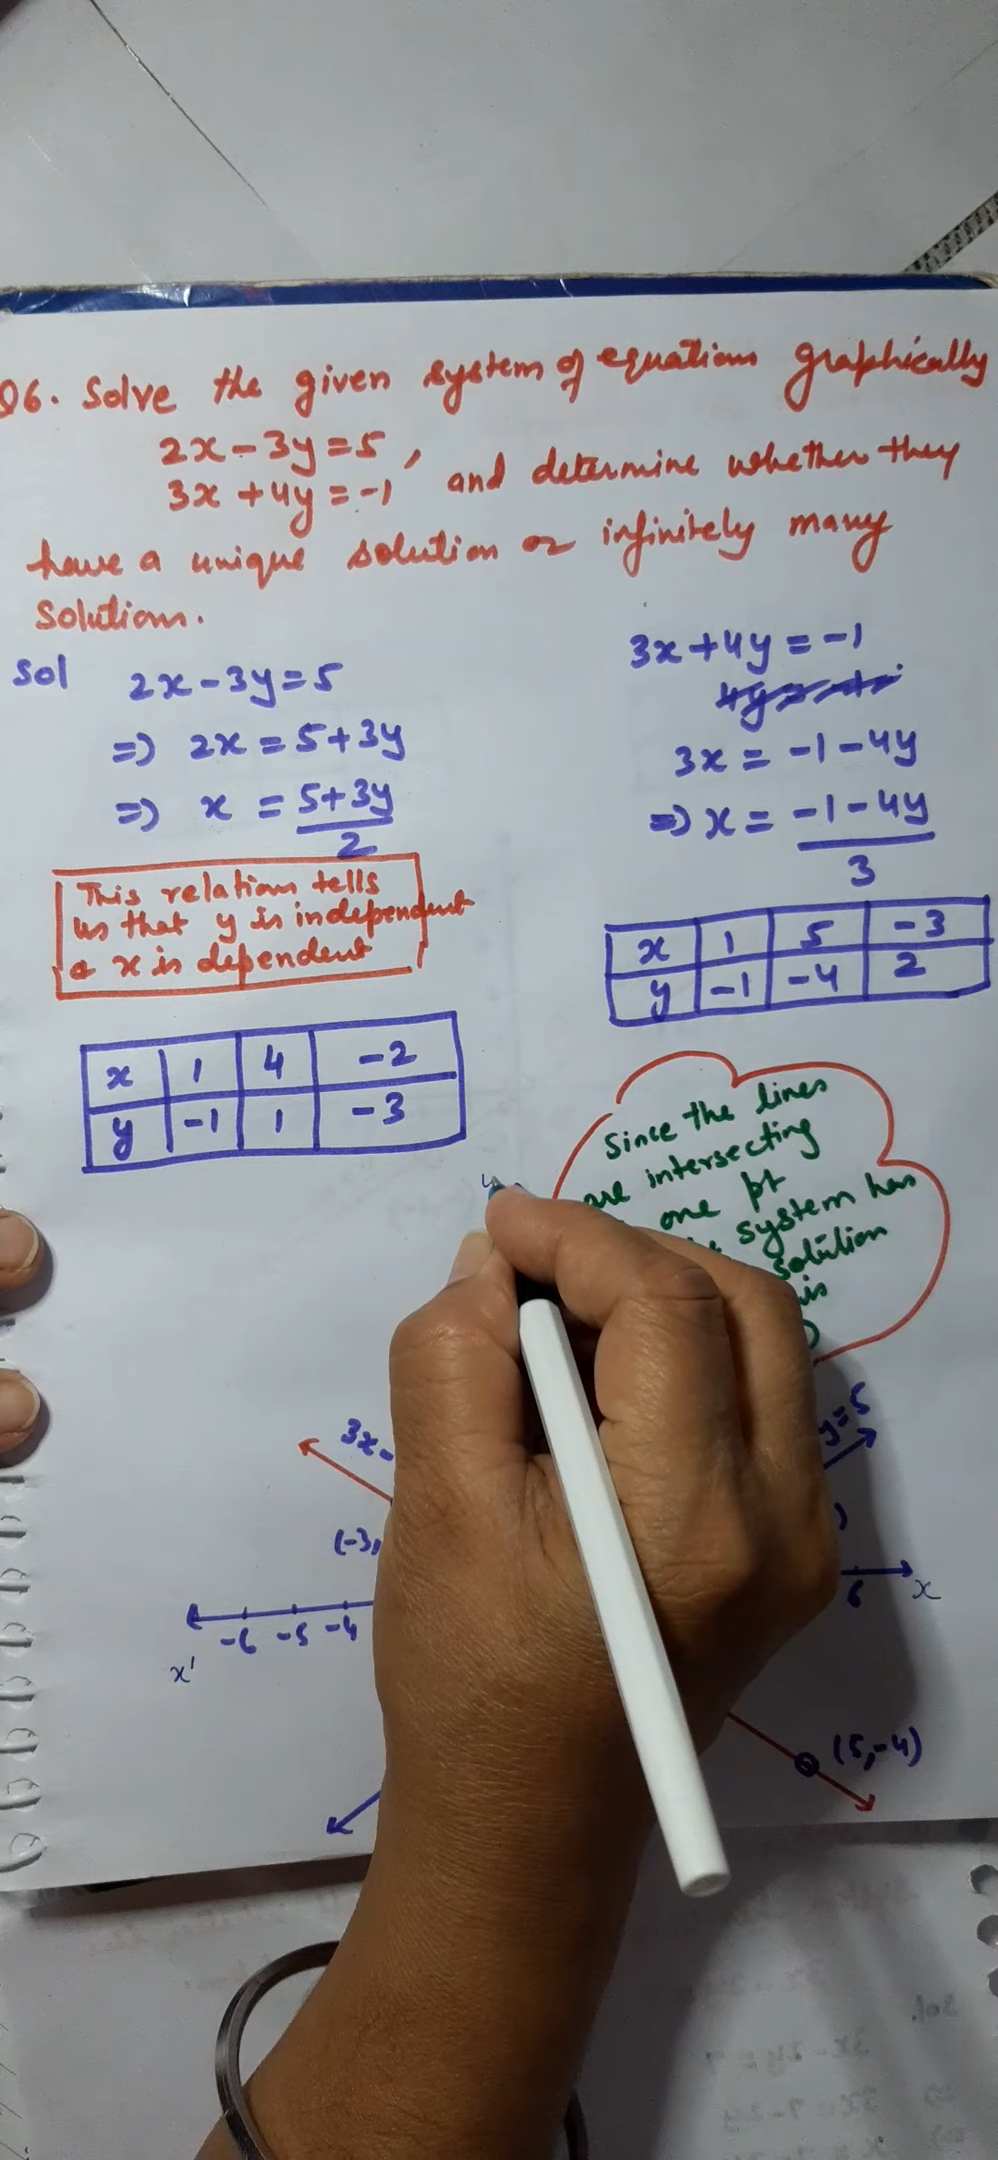 Q6. Solve the given system of equations graphically
2x-3y=5,
3x+4y=-1
and determine whether they
have a unique solution or infinitely many
solutions.
Sol
2x-3y=5
=> 2x=5+3y
=> x = 5+3y
2
This relation tells
us that y is independent
& x is dependent
x 1 4 -2
y -1 1 -3
3x+4y=-1
3x = -1-4y
=> x = -1-4y
3
x 1 5 -3
y -1 -4 2
Since the lines
are intersecting
one pt
system has
solution
is
3x-
y=5
(-3,
-6 -5 -4
6
x
x'
(5,-4)